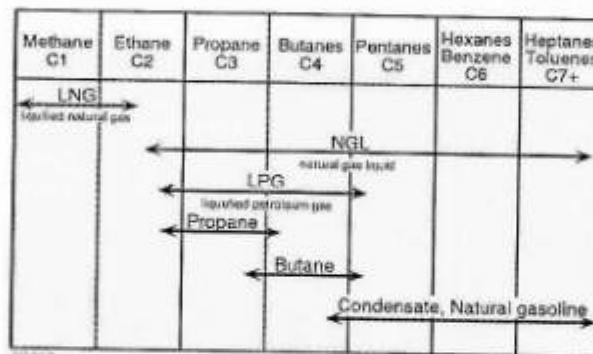 Methane
C1
Ethane
C2
Propane
C3
Butanes
C4
Pentanes
C5
Hexanes
Benzene
C6
Heptanes
Toluenes
C7+
LNG
liquified natural gas
NGL
natural gas liquid
LPG
liquefied petroleum gas
Propane
Butane
Condensate, Natural gasoline